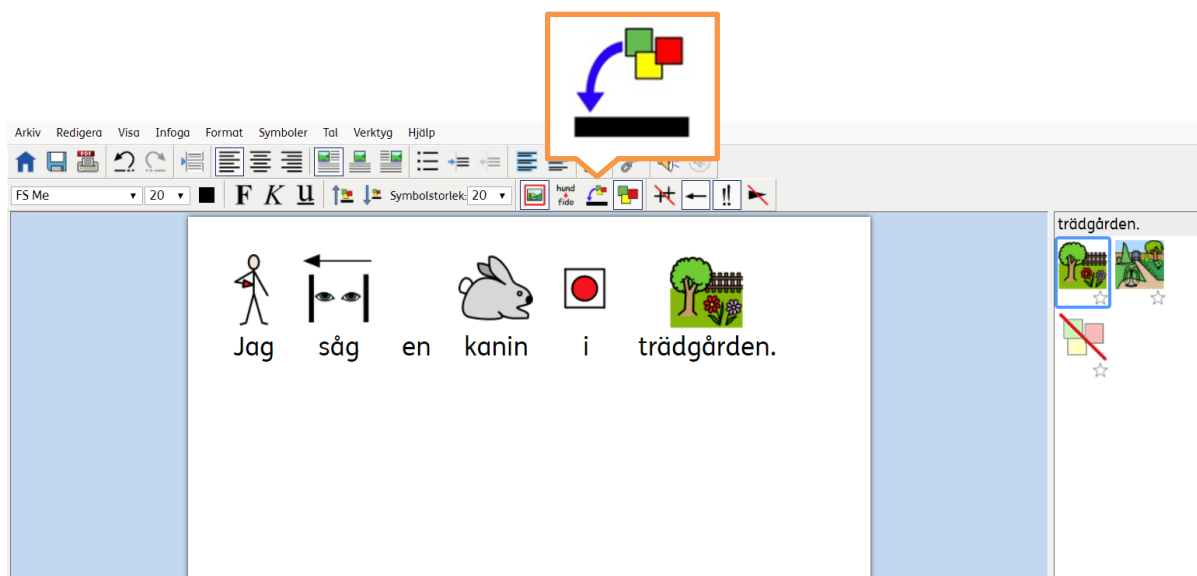 Arkiv Redigera Visa Infoga Format Symboler Tal Verktyg Hjälp
PDF
FS Me 20 F K u Symbolstorlek: 20 hund + fido !!
trädgården.
Jag såg en kanin i trädgården.